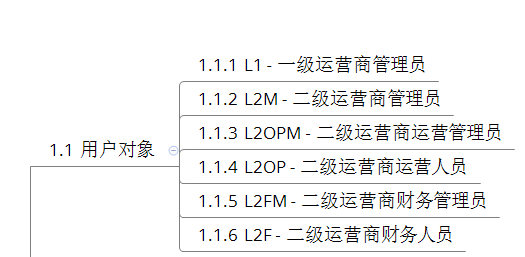 1.1 用户对象
1.1.1 L1 - 一级运营商管理员
1.1.2 L2M - 二级运营商管理员
1.1.3 L2OPM - 二级运营商运营管理员
1.1.4 L2OP - 二级运营商运营人员
1.1.5 L2FM - 二级运营商财务管理员
1.1.6 L2F - 二级运营商财务人员